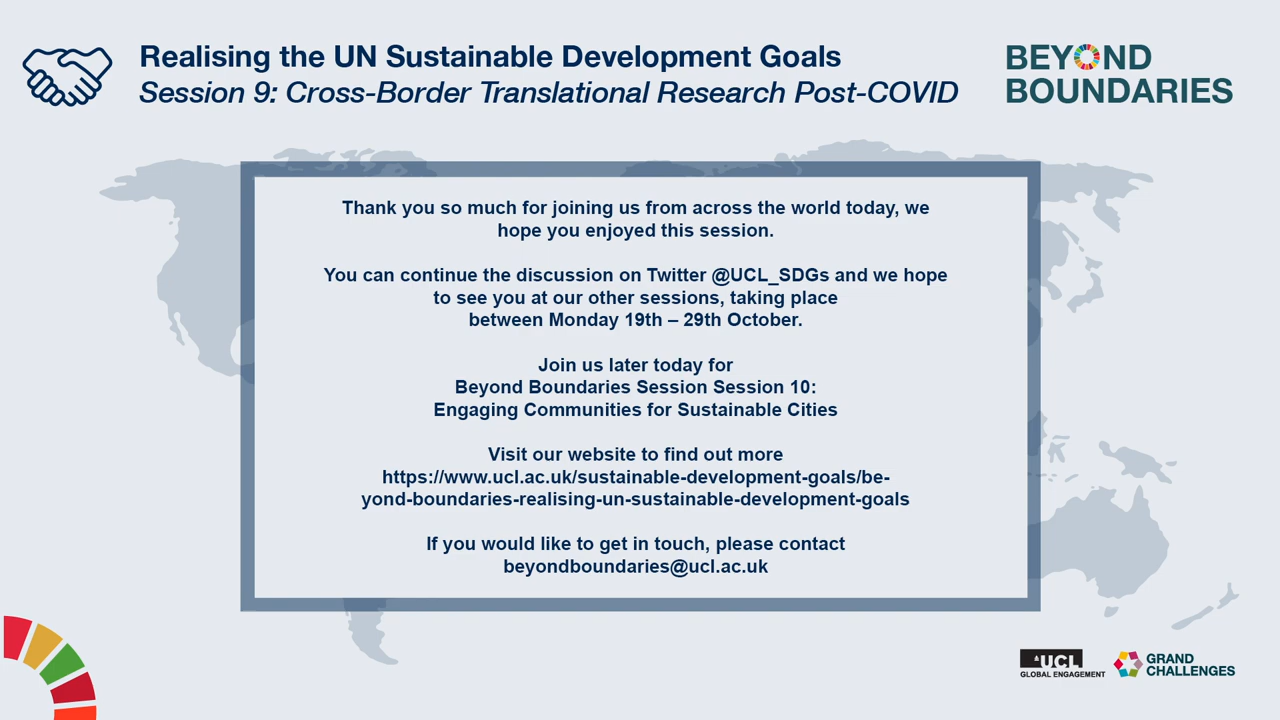 Realising the UN Sustainable Development Goals
Session 9: Cross-Border Translational Research Post-COVID
BEYOND
BOUNDARIES
Thank you so much for joining us from across the world today, we
hope you enjoyed this session.
You can continue the discussion on Twitter @UCL_SDGs and we hope
to see you at our other sessions, taking place
between Monday 19th – 29th October.
Join us later today for
Beyond Boundaries Session Session 10:
Engaging Communities for Sustainable Cities
Visit our website to find out more
https://www.ucl.ac.uk/sustainable-development-goals/be-
yond-boundaries-realising-un-sustainable-development-goals
If you would like to get in touch, please contact
beyondboundaries@ucl.ac.uk
UCL
GLOBAL ENGAGEMENT
GRAND
CHALLENGES